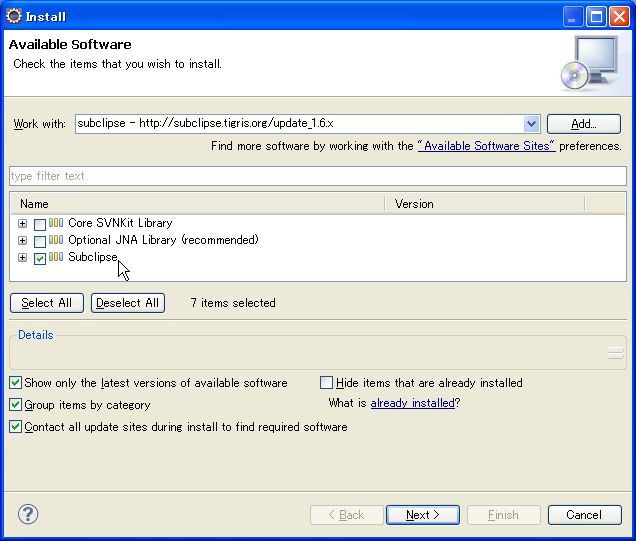 Install
Available Software
Check the items that you wish to install.
Work with: subclipse - http://subclipse.tigris.org/update_1.6.x Add...
Find more software by working with the "Available Software Sites" preferences.
type filter text
Name Version
Core SVNKit Library
Optional JNA Library (recommended)
Subclipse
Select All Deselect All 7 items selected
Details
Show only the latest versions of available software Hide items that are already installed
Group items by category What is already installed?
Contact all update sites during install to find required software
? < Back Next > Finish Cancel